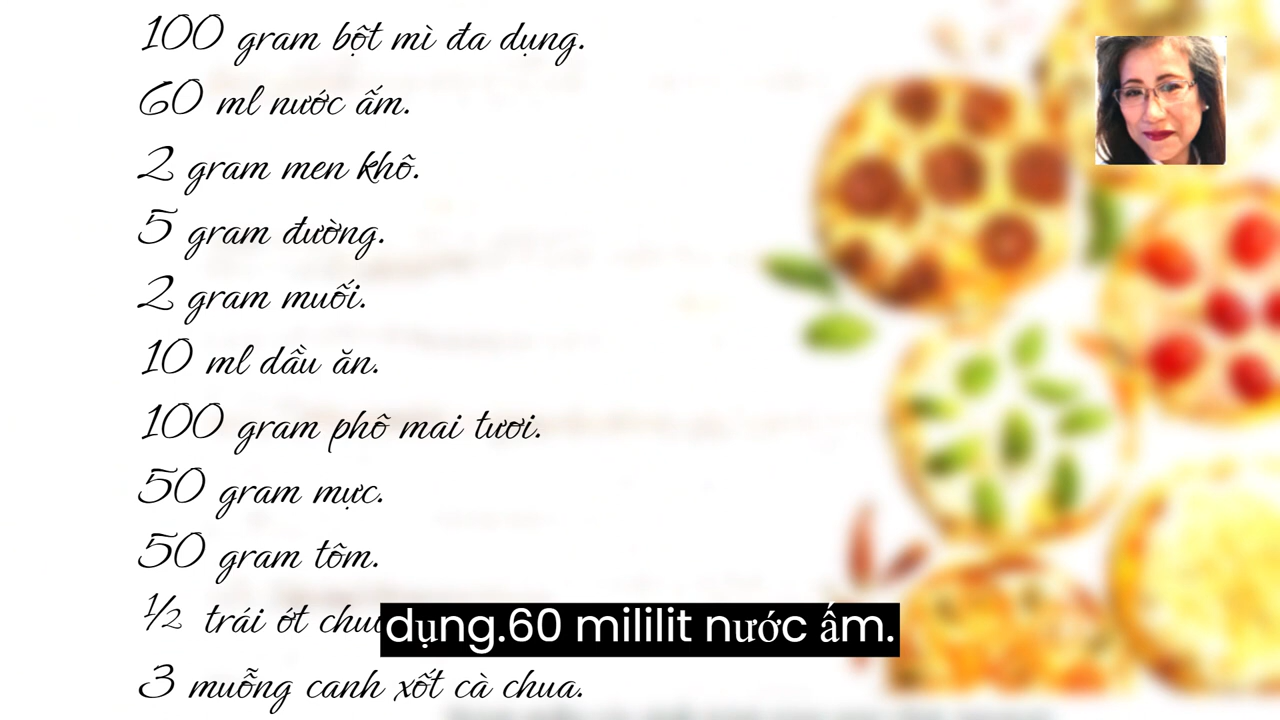 100 gram bột mì đa dụng.
60 ml nước ấm.
2 gram men khô.
5 gram đường.
2 gram muối.
10 ml dầu ăn.
100 gram phô mai tươi.
50 gram mực.
50 gram tôm.
½ trái ớt
dụng.60 mililit nước ấm.
3 muỗng canh xốt cà chua.